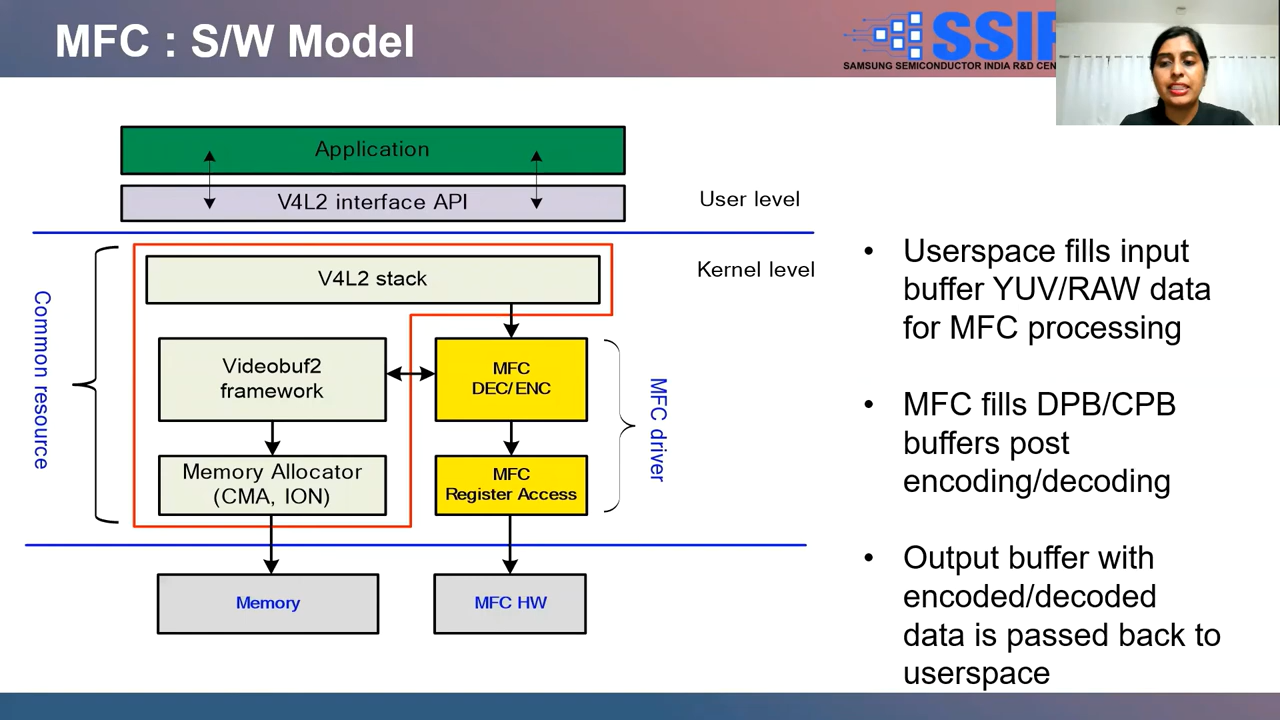 MFC : S/W Model
SSIR
SAMSUNG SEMICONDUCTOR INDIA R&D CEN
Application
V4L2 interface API
User level
Kernel level
V4L2 stack
Common resource
Videobuf2
framework
MFC
DEC/ENC
MFC driver
Memory Allocator
(CMA, ION)
MFC
Register Access
Memory
MFC HW
• Userspace fills input
buffer YUV/RAW data
for MFC processing
• MFC fills DPB/CPB
buffers post
encoding/decoding
• Output buffer with
encoded/decoded
data is passed back to
userspace